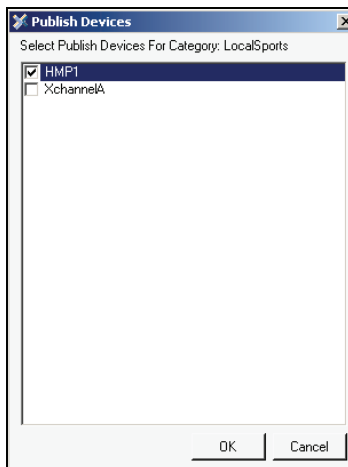 Publish Devices
Select Publish Devices For Category: LocalSports
HMP1
XchannelA
OK Cancel